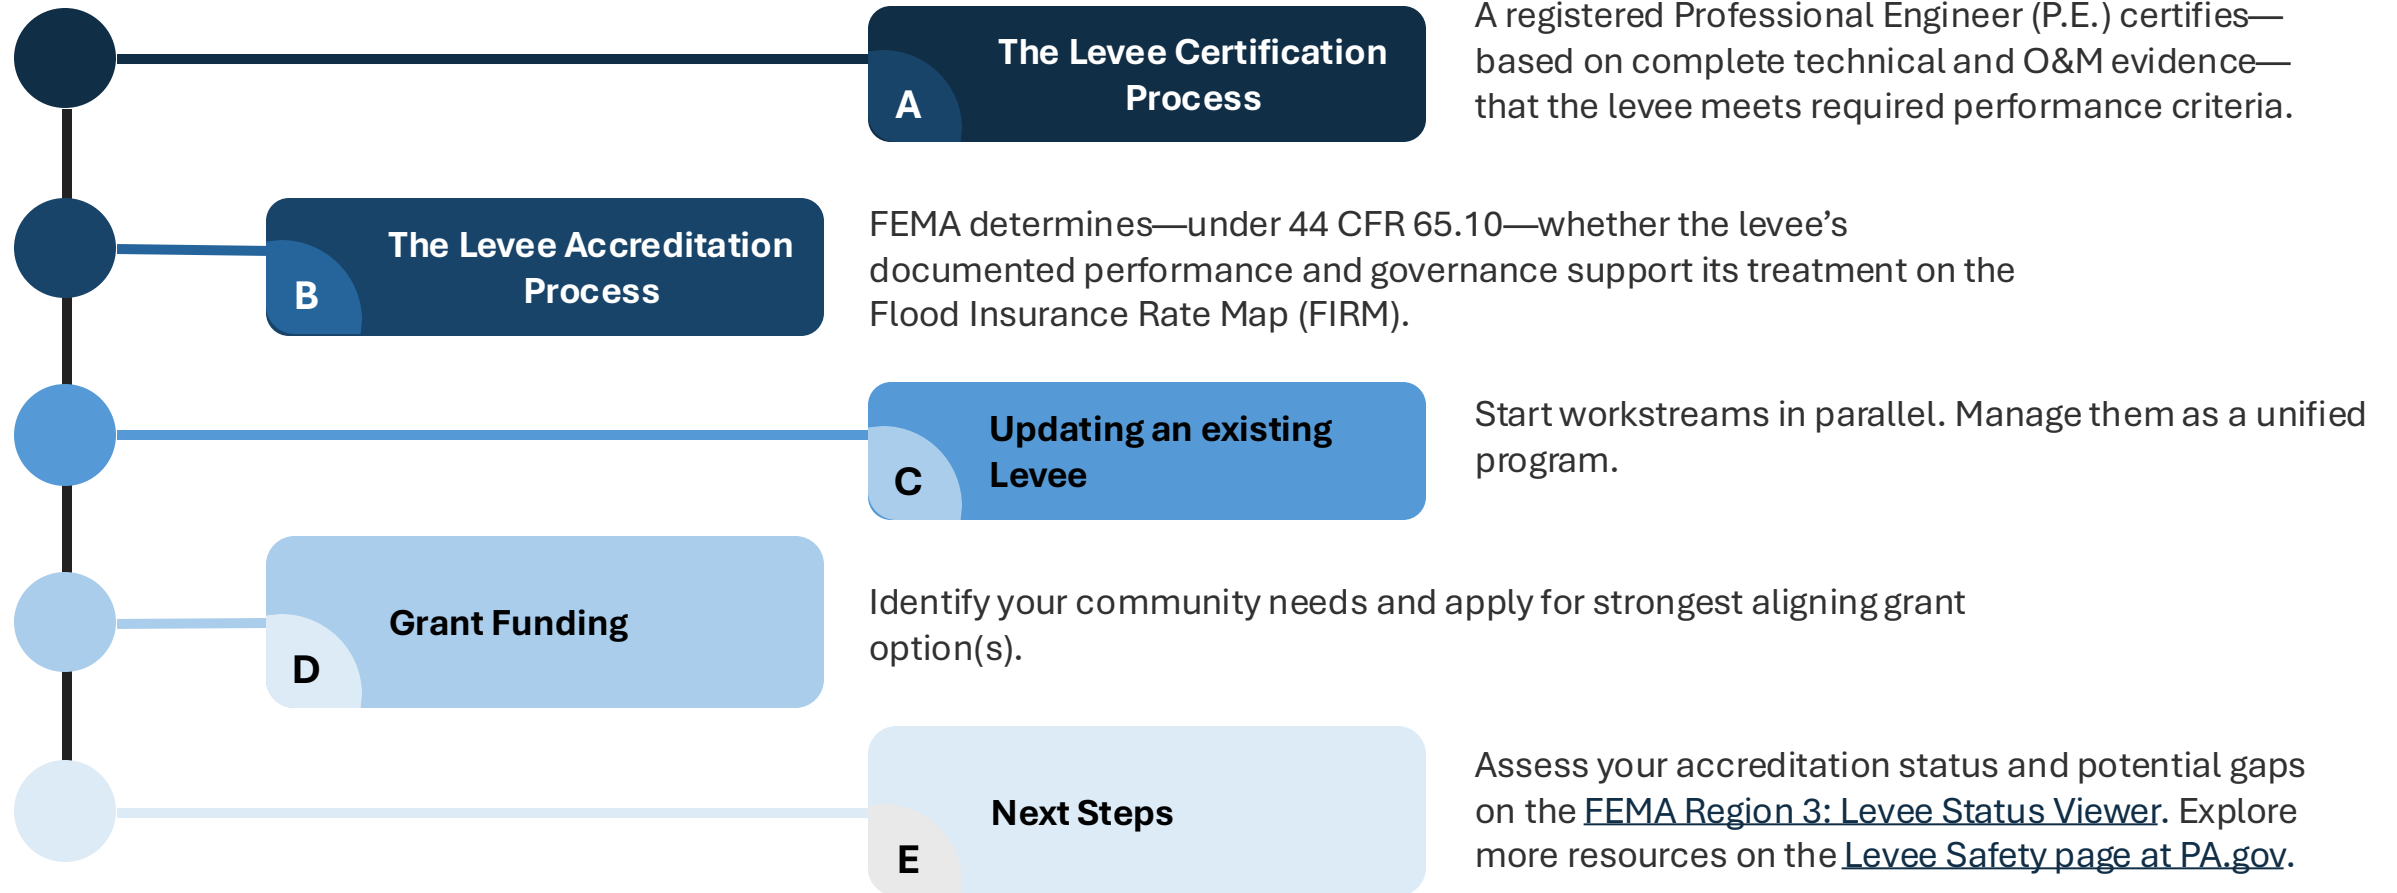 The Levee Certification
Process
A
A registered Professional Engineer (P.E.) certifies—
based on complete technical and O&M evidence—
that the levee meets required performance criteria.
The Levee Accreditation
Process
B
FEMA determines—under 44 CFR 65.10—whether the levee’s
documented performance and governance support its treatment on the
Flood Insurance Rate Map (FIRM).
Updating an existing
Levee
C
Start workstreams in parallel. Manage them as a unified
program.
Grant Funding
D
Identify your community needs and apply for strongest aligning grant
option(s).
Next Steps
E
Assess your accreditation status and potential gaps
on the FEMA Region 3: Levee Status Viewer. Explore
more resources on the Levee Safety page at PA.gov.